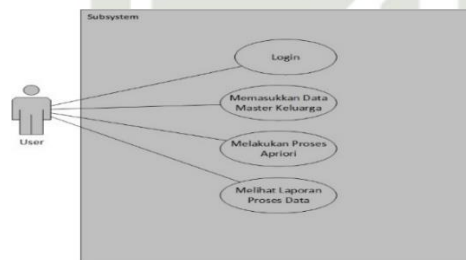 Subsystem
Login
Memasukkan Data
Master Keluarga
User
Melakukan Proses
Apriori
Melihat Laporan
Proses Data